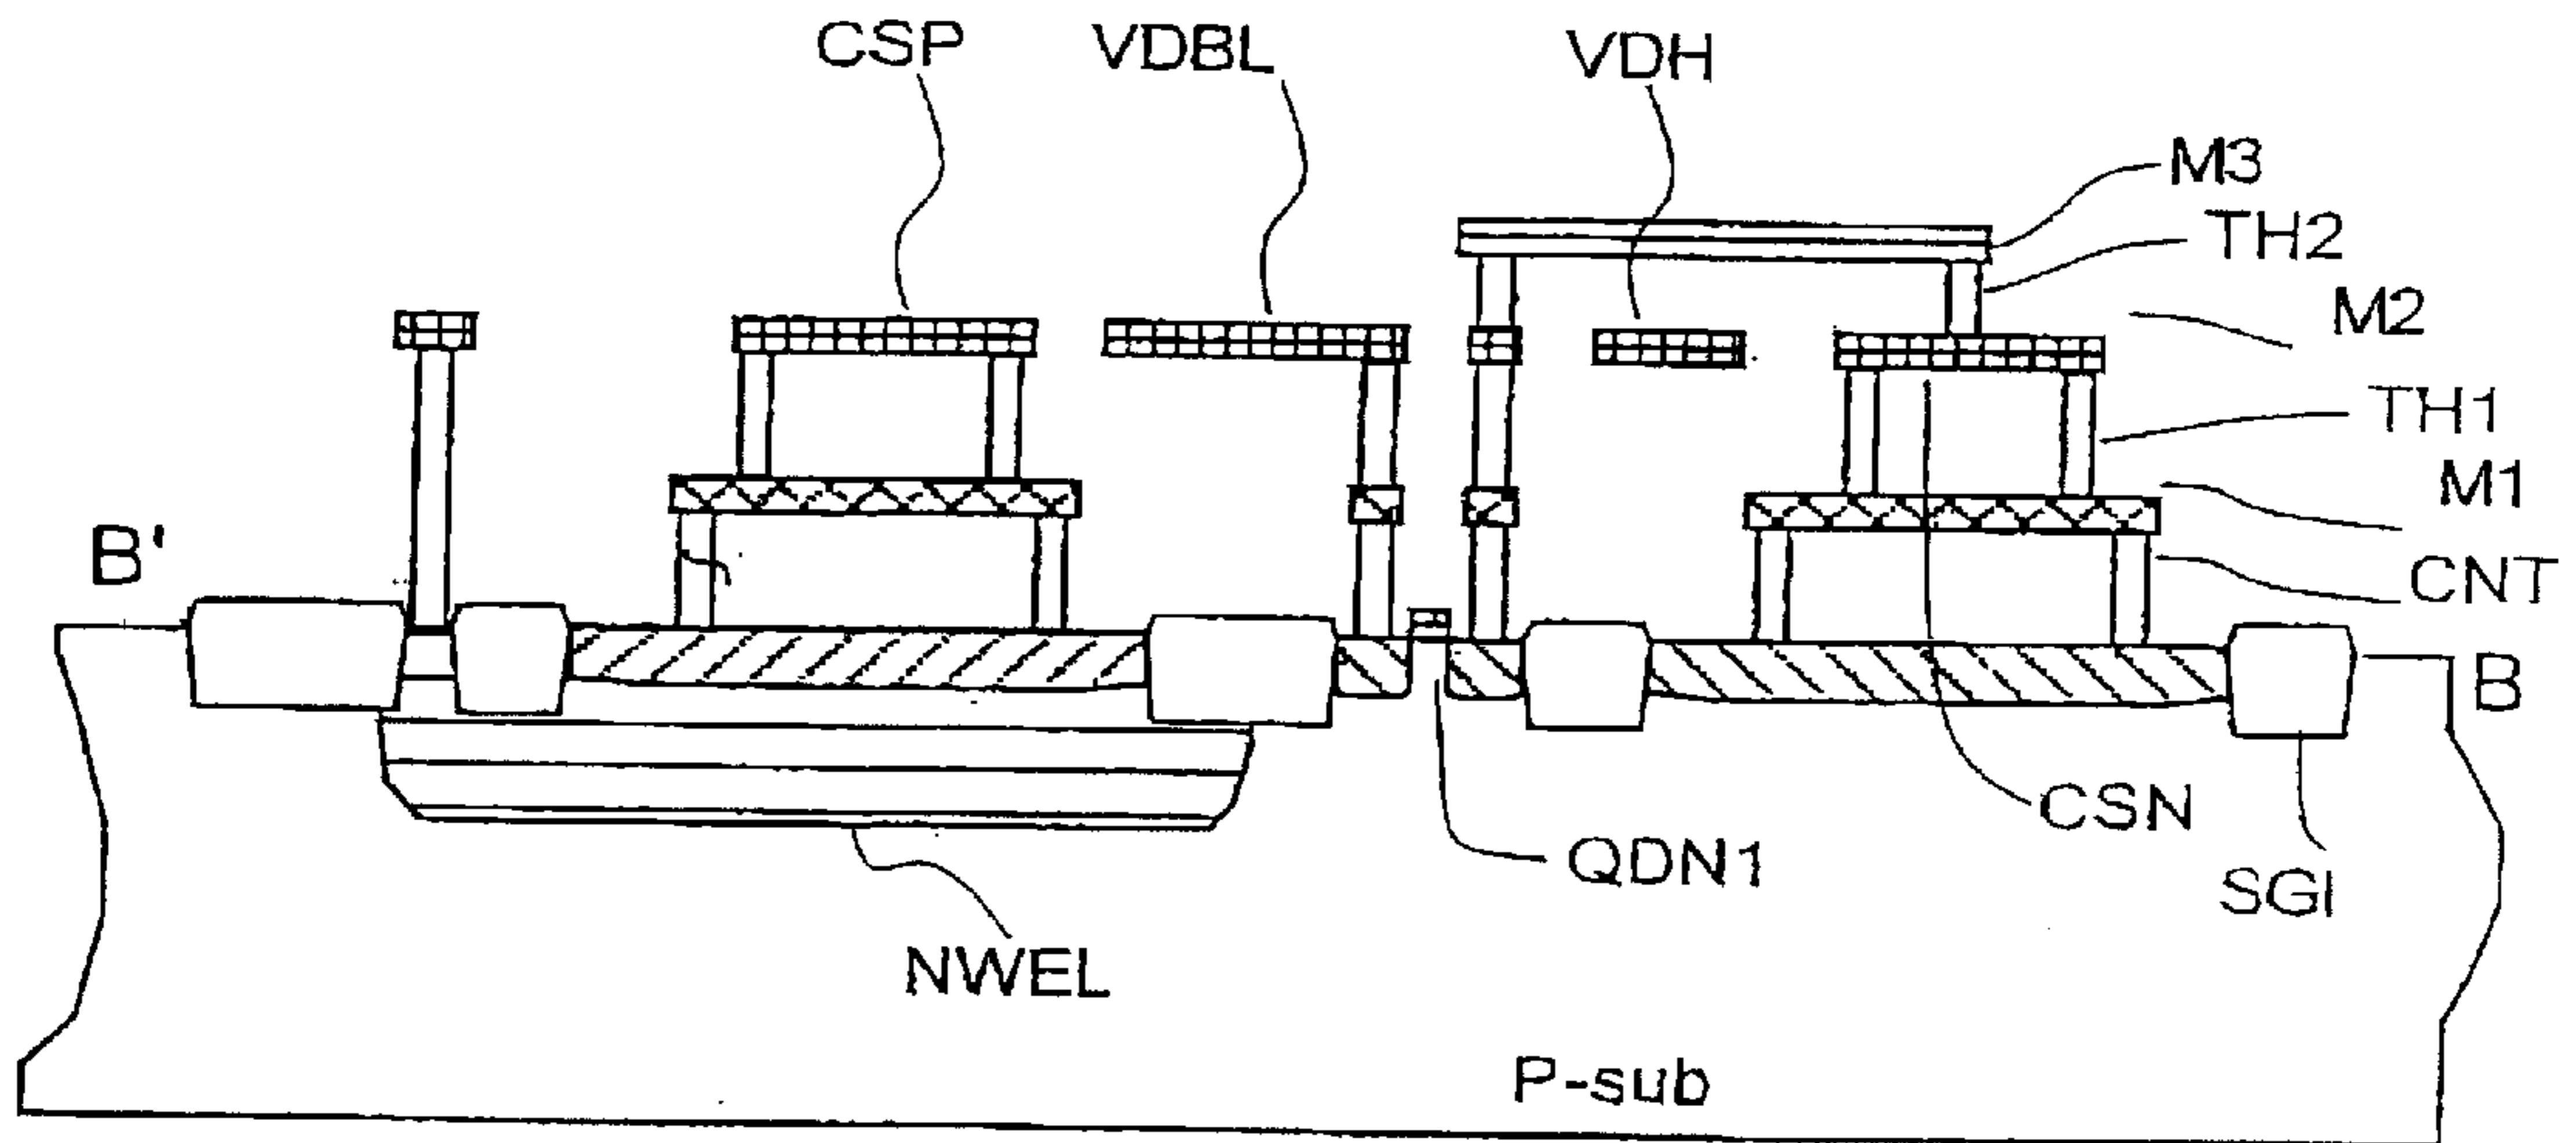 CSP
VDBL
VDH
M3
TH2
M2
TH1
M1
B'
CNT
B
CSN
QDN1
SGI
NWEL
P-sub